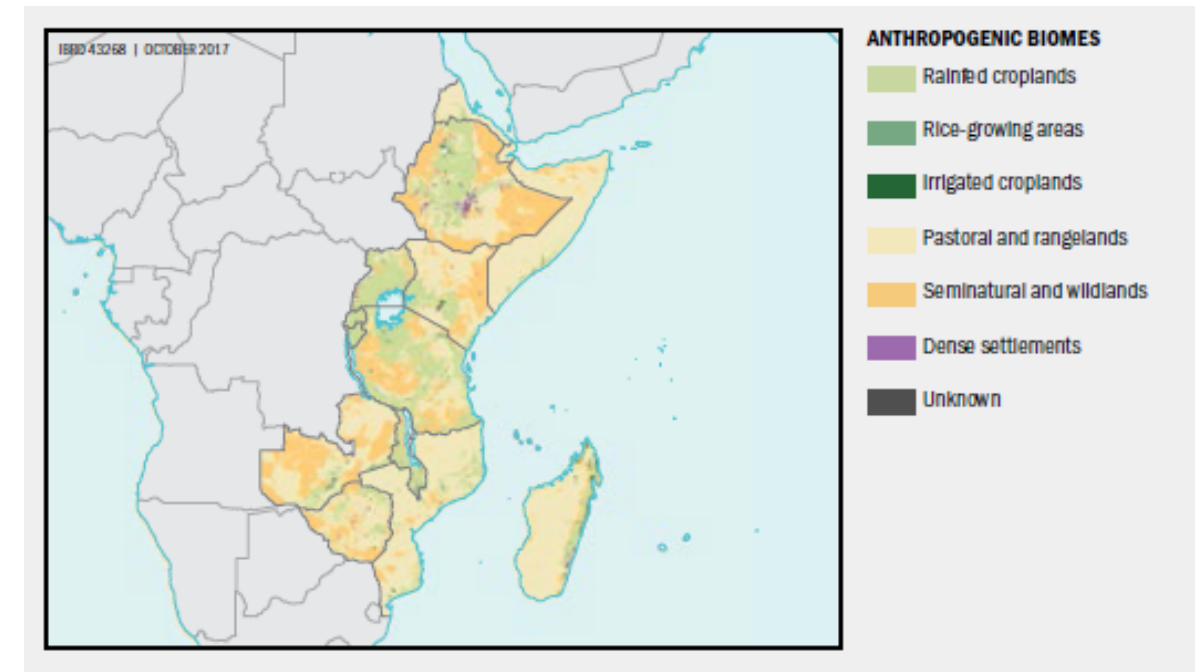 IBRD 43268 | OCTOBER 2017
ANTHROPOGENIC BIOMES
Rainfed croplands
Rice-growing areas
Irrigated croplands
Pastoral and rangelands
Seminatural and wildlands
Dense settlements
Unknown